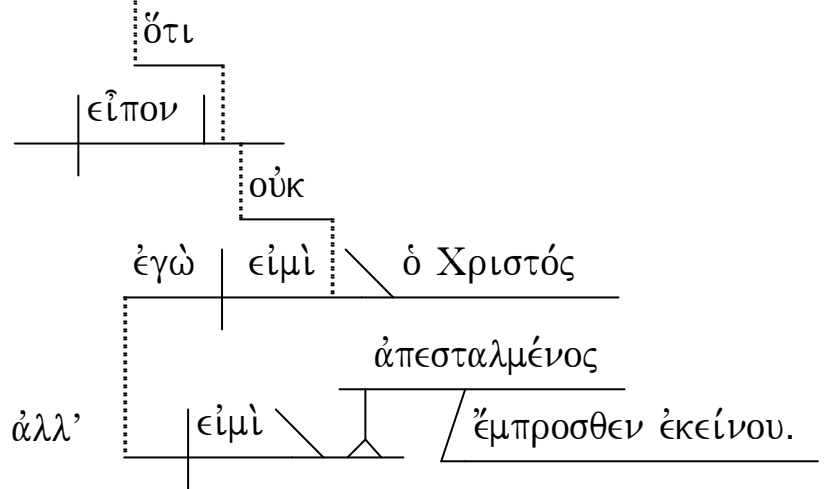 ὅτι
εἶπον
οὐκ
ἐγὼ εἰμὶ ὁ Χριστός
ἀπεσταλμένος
ἀλλ’ εἰμὶ ἔμπροσθεν ἐκείνου.